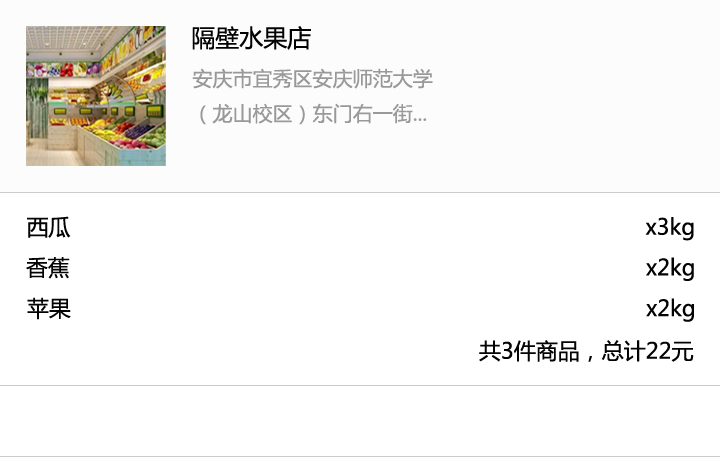 隔壁水果店
安庆市宜秀区安庆师范大学
（龙山校区）东门右一街...
西瓜 x3kg
香蕉 x2kg
苹果 x2kg
共3件商品，总计22元